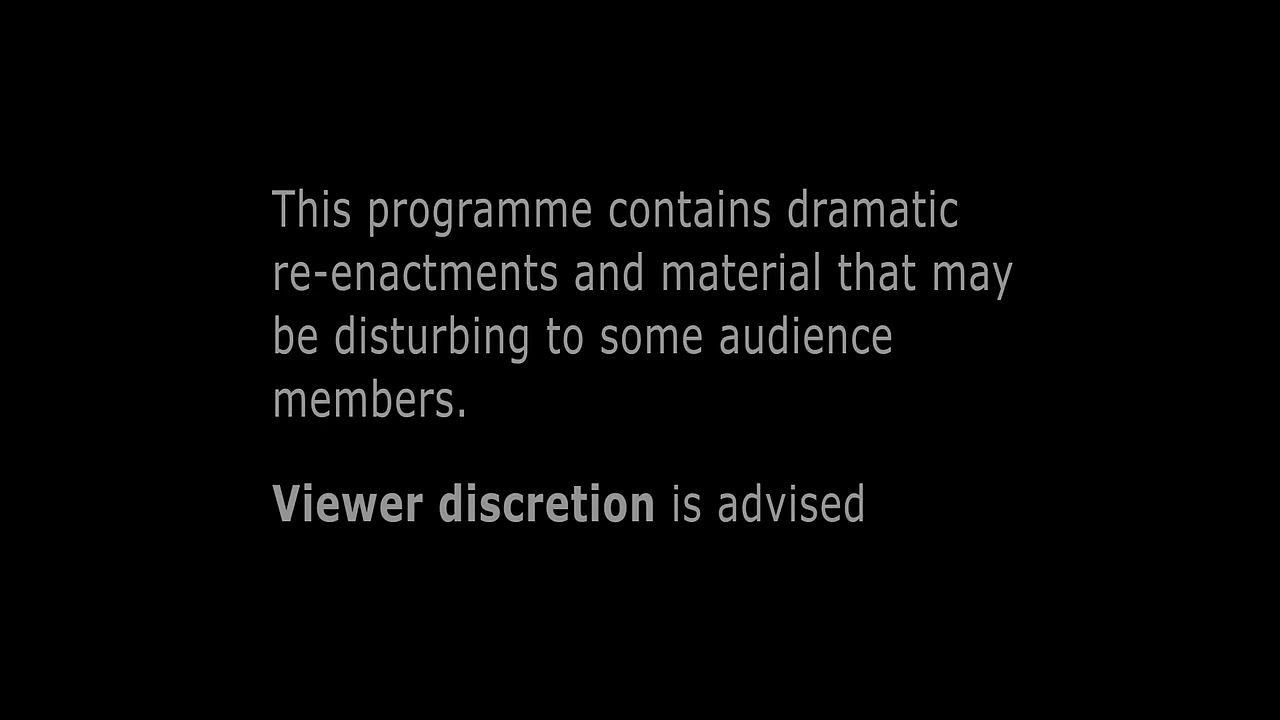 This programme contains dramatic
re-enactments and material that may
be disturbing to some audience
members.
Viewer discretion is advised